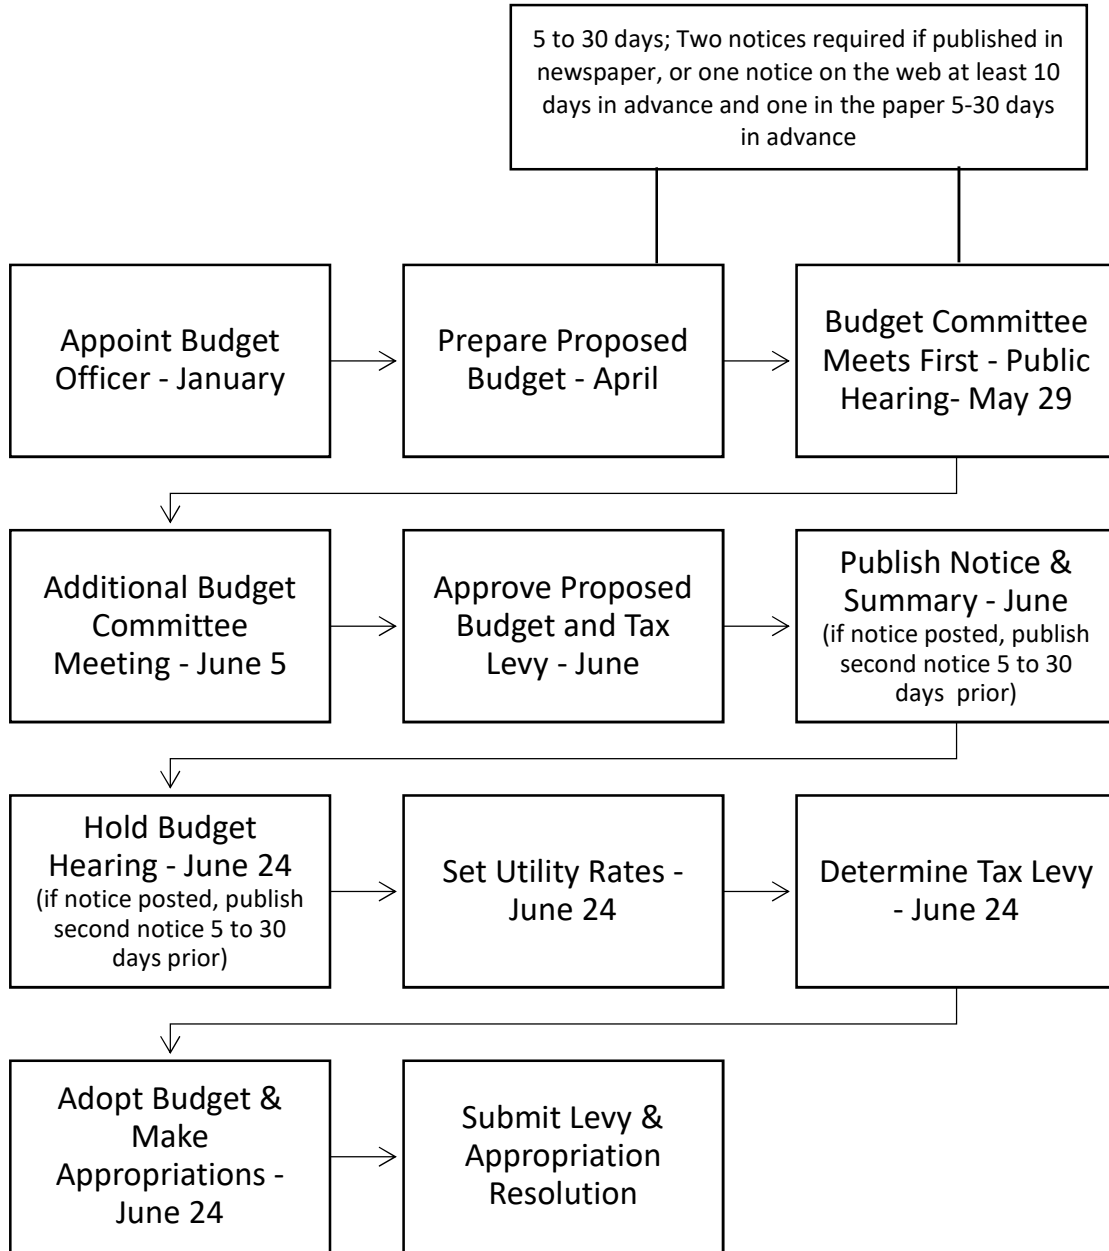 5 to 30 days; Two notices required if published in
newspaper, or one notice on the web at least 10
days in advance and one in the paper 5-30 days
in advance
Appoint Budget
Officer - January
Prepare Proposed
Budget - April
Budget Committee
Meets First - Public
Hearing- May 29
Additional Budget
Committee
Meeting - June 5
Approve Proposed
Budget and Tax
Levy - June
Publish Notice &
Summary - June
(if notice posted, publish
second notice 5 to 30
days  prior)
Hold Budget
Hearing - June 24
(if notice posted, publish
second notice 5 to 30
days prior)
Set Utility Rates -
June 24
Determine Tax Levy
- June 24
Adopt Budget &
Make
Appropriations -
June 24
Submit Levy &
Appropriation
Resolution